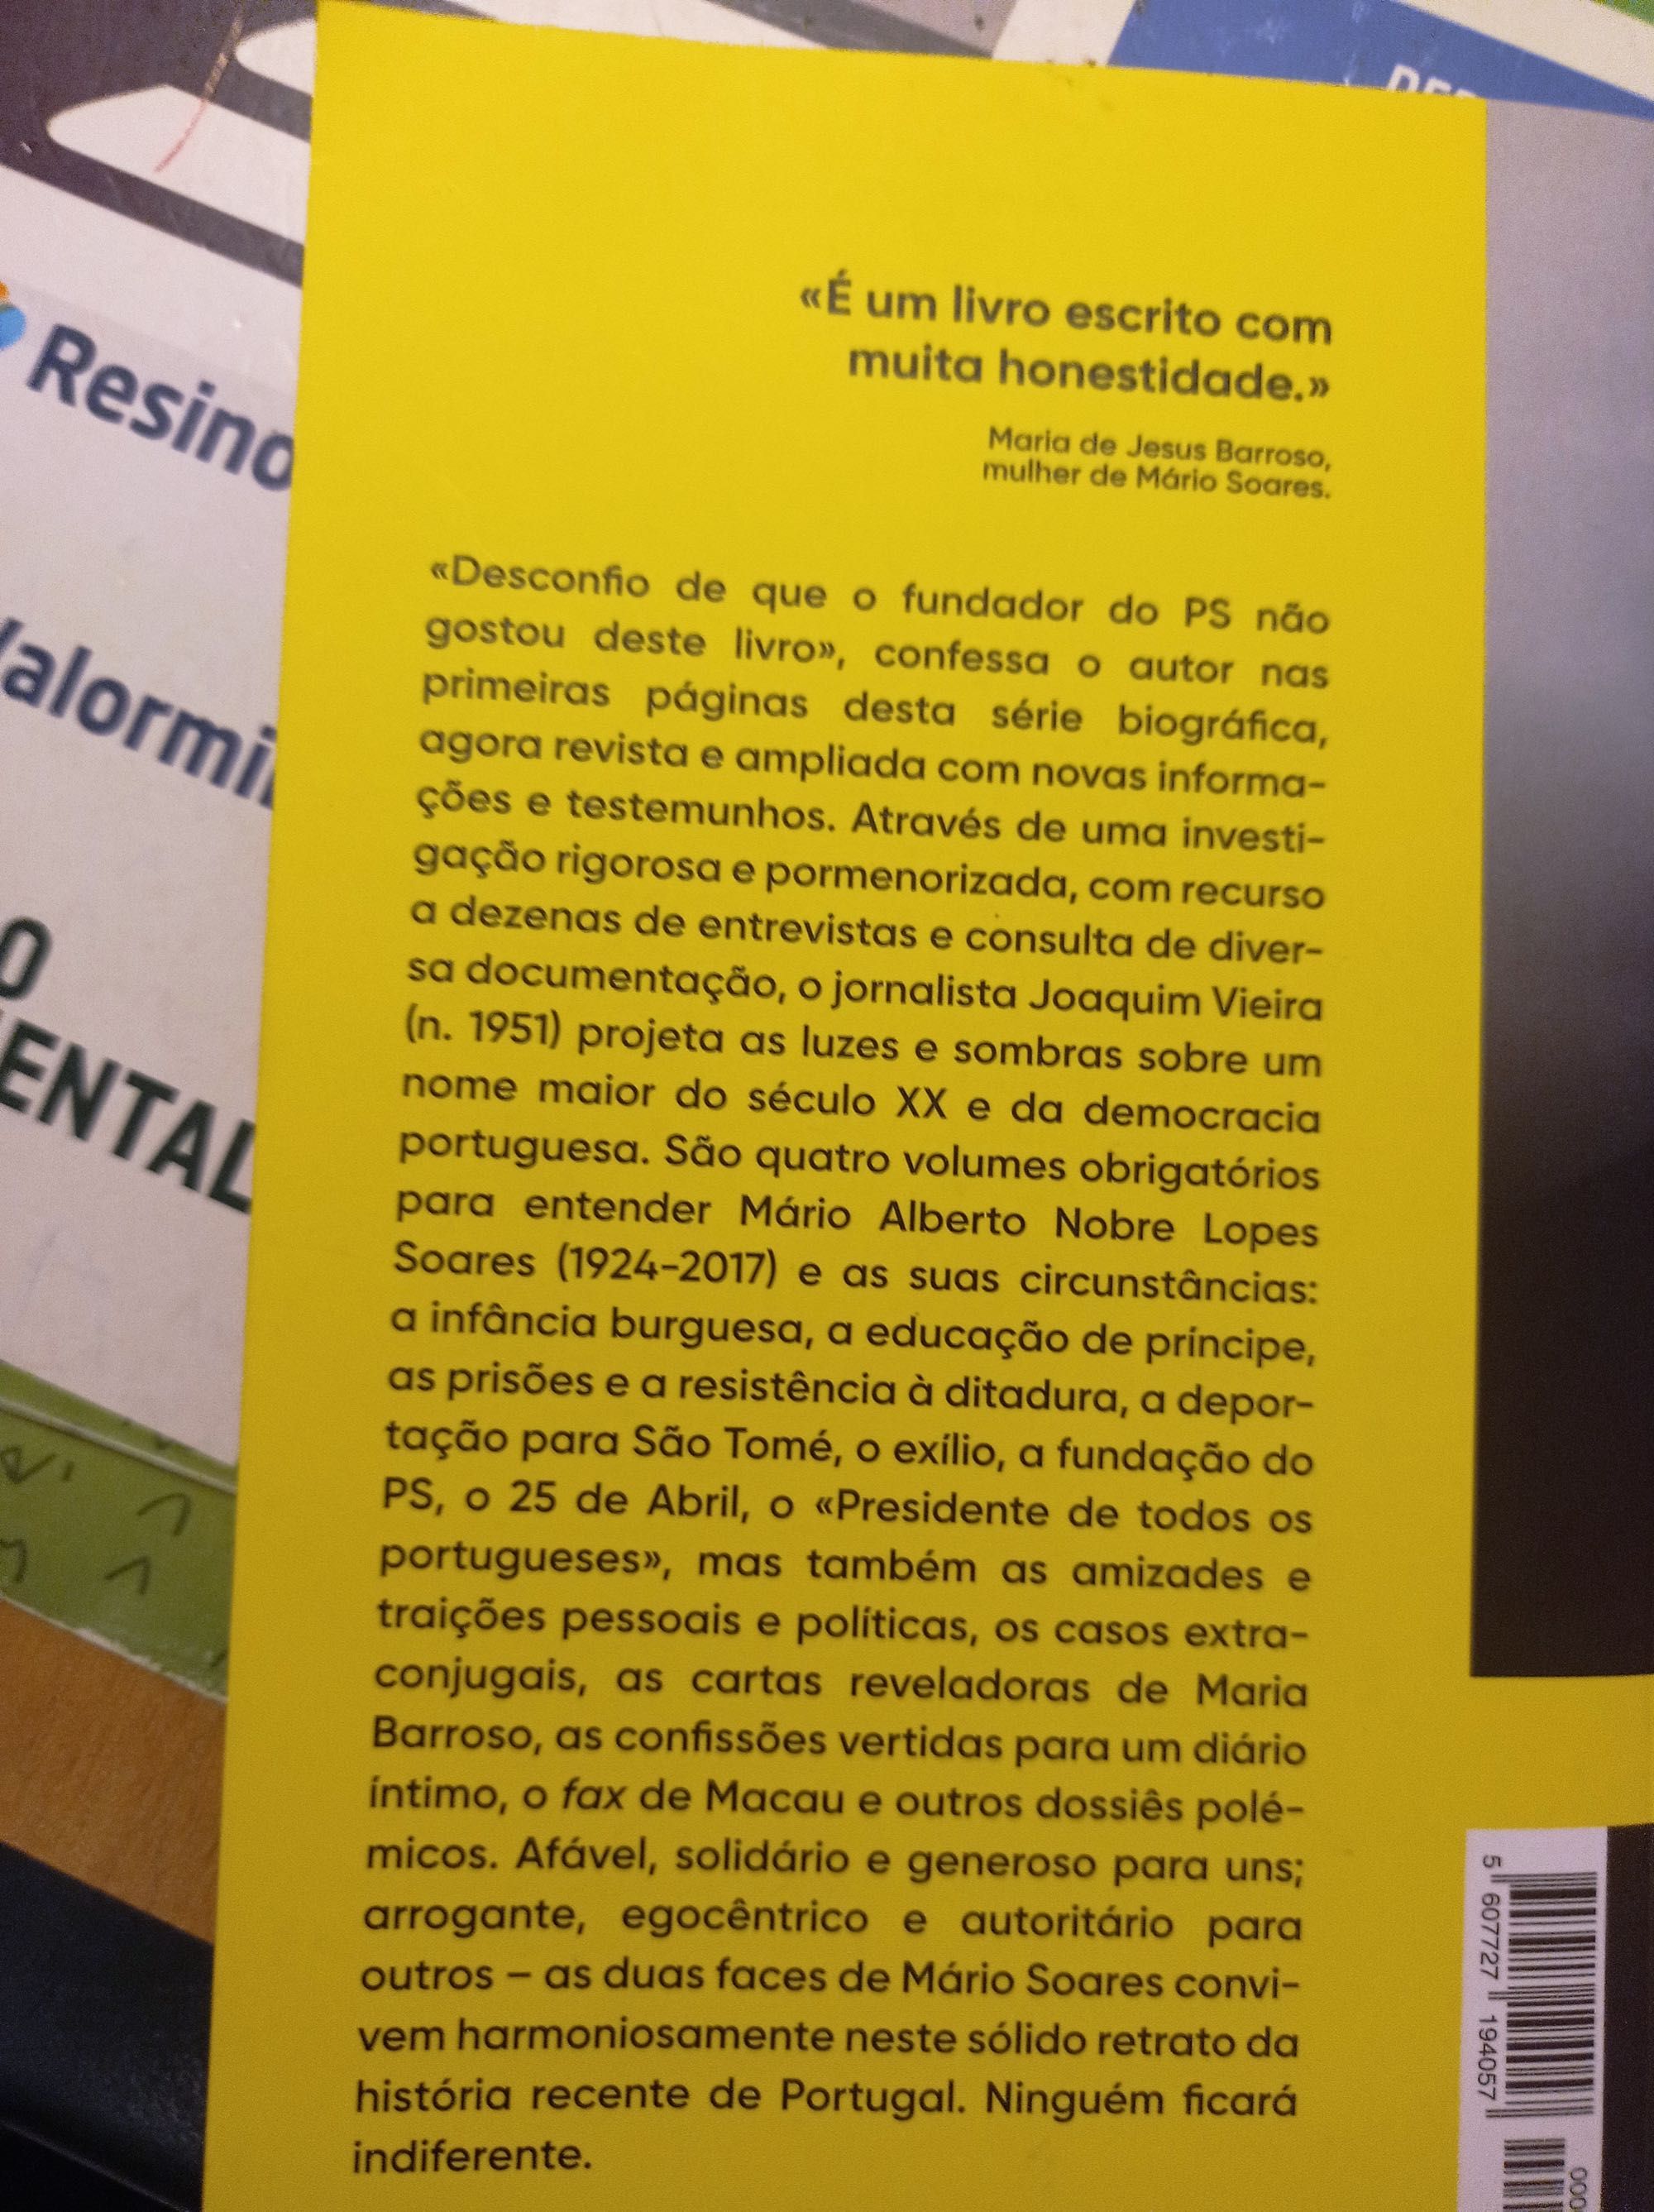 «É um livro escrito com
muita honestidade.»
Maria de Jesus Barroso,
mulher de Mário Soares.
«Desconfio de que o fundador do PS não
gostou deste livro», confessa o autor nas
primeiras páginas desta série biográfica,
agora revista e ampliada com novas informa-
ções e testemunhos. Através de uma investi-
gação rigorosa e pormenorizada, com recurso
a dezenas de entrevistas e consulta de diver-
sa documentação, o jornalista Joaquim Vieira
(n. 1951) projeta as luzes e sombras sobre um
nome maior do século XX e da democracia
portuguesa. São quatro volumes obrigatórios
para entender Mário Alberto Nobre Lopes
Soares (1924-2017) e as suas circunstâncias:
a infância burguesa, a educação de príncipe,
as prisões e a resistência à ditadura, a depor-
tação para São Tomé, o exílio, a fundação do
PS, o 25 de Abril, o «Presidente de todos os
portugueses», mas também as amizades e
traições pessoais e políticas, os casos extra-
conjugais, as cartas reveladoras de Maria
Barroso, as confissões vertidas para um diário
íntimo, o fax de Macau e outros dossiês polé-
micos. Afável, solidário e generoso para uns;
arrogante, egocêntrico e autoritário para
outros – as duas faces de Mário Soares convi-
vem harmoniosamente neste sólido retrato da
história recente de Portugal. Ninguém ficará
indiferente.
Resino
alormi
O
ENTAL
5 607727 194057
000